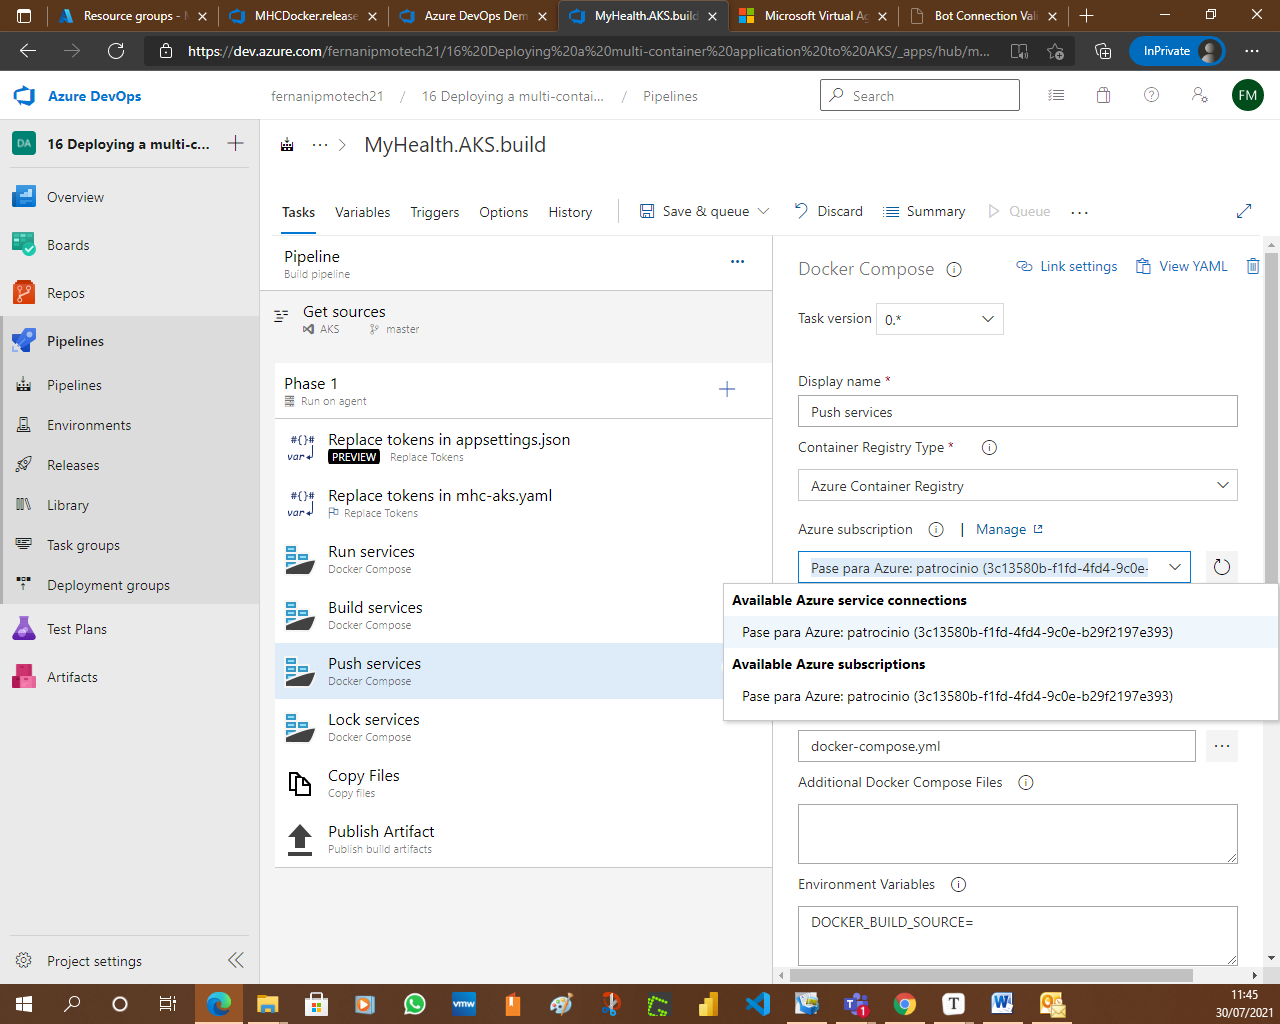 Resource groups - M
MHCDocker.release
Azure DevOps Dem
MyHealth.AKS.build
Microsoft Virtual Ag
Bot Connection Vali
https://dev.azure.com/fernanipmotech21/16%20Deploying%20a%20multi-container%20application%20to%20AKS/_apps/hub/m...
InPrivate
Azure DevOps
fernanipmotech21 / 16 Deploying a multi-contai... / Pipelines
Search
FM
DA
16 Deploying a multi-c...
MyHealth.AKS.build
Overview
Boards
Repos
Pipelines
Pipelines
Environments
Releases
Library
Task groups
Deployment groups
Test Plans
Artifacts
Project settings
Tasks
Variables
Triggers
Options
History
Save & queue
Discard
Summary
Queue
Pipeline
Build pipeline
Get sources
AKS
master
Phase 1
Run on agent
#{}#
var
Replace tokens in appsettings.json
PREVIEW
Replace Tokens
#{}#
var
Replace tokens in mhc-aks.yaml
Replace Tokens
Run services
Docker Compose
Build services
Docker Compose
Push services
Docker Compose
Lock services
Docker Compose
Copy Files
Copy files
Publish Artifact
Publish build artifacts
Docker Compose
Link settings
View YAML
Task version
0.*
Display name *
Push services
Container Registry Type *
Azure Container Registry
Azure subscription
| Manage
Pase para Azure: patrocinio (3c13580b-f1fd-4fd4-9c0e-
Available Azure service connections
Pase para Azure: patrocinio (3c13580b-f1fd-4fd4-9c0e-b29f2197e393)
Available Azure subscriptions
Pase para Azure: patrocinio (3c13580b-f1fd-4fd4-9c0e-b29f2197e393)
docker-compose.yml
Additional Docker Compose Files
Environment Variables
DOCKER_BUILD_SOURCE=
vmw
1
T
W
11:45
30/07/2021